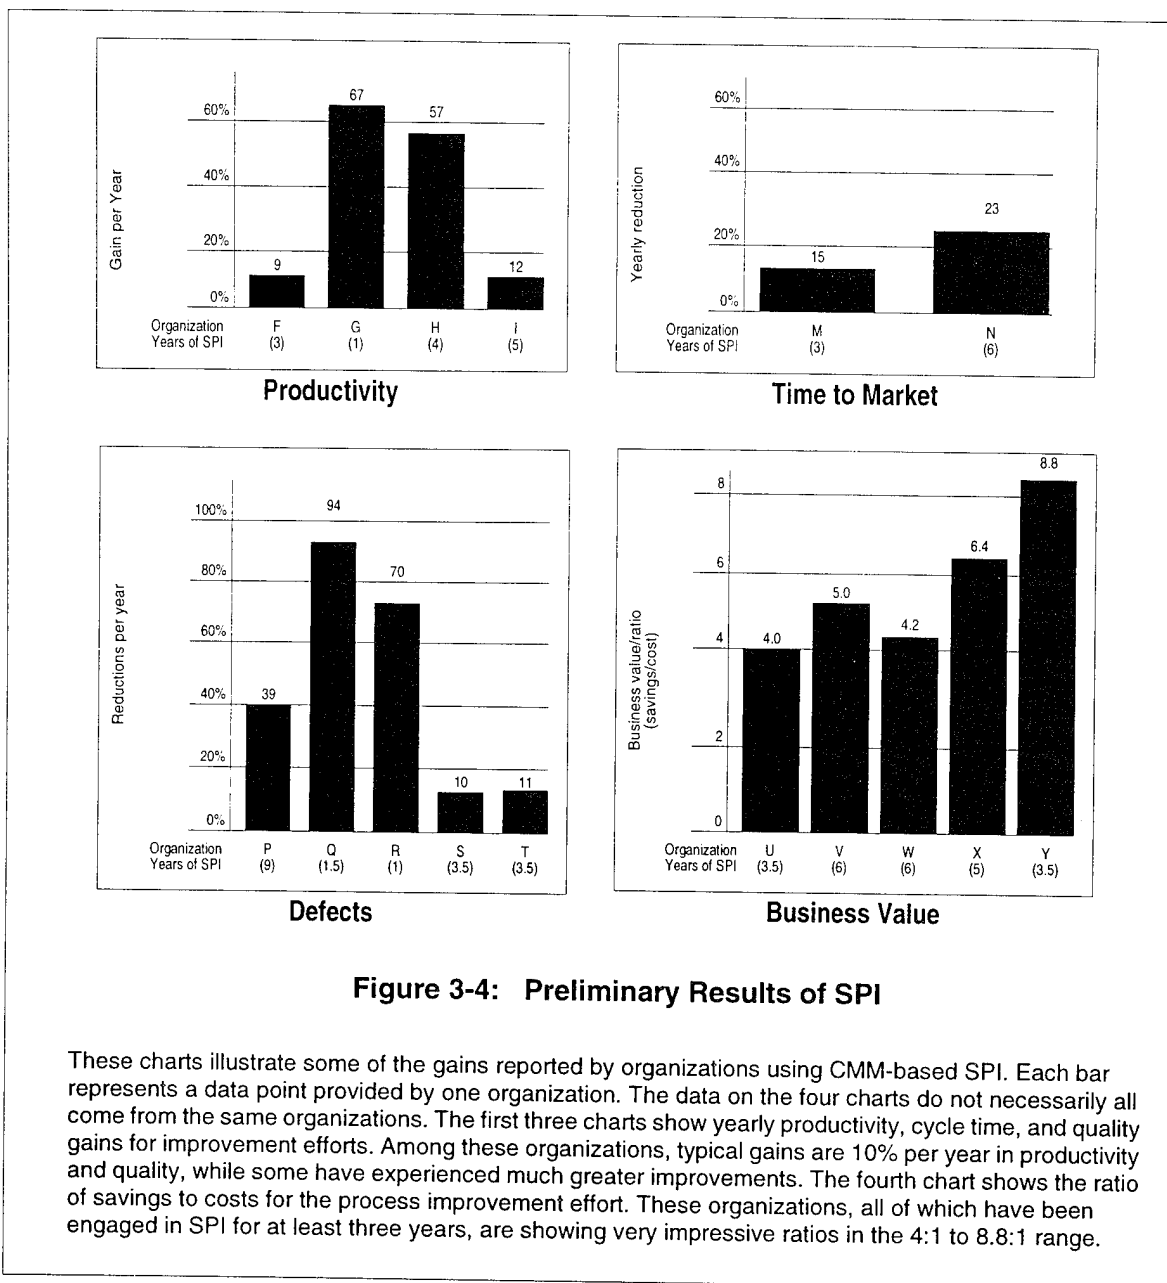 67
57
60%
40%
20%
9
12
0%
Gain per Year
Organization F G H I
Years of SPI (3) (1) (4) (5)
Productivity
60%
40%
23
20%
15
0%
Yearly reduction
Organization M N
Years of SPI (3) (6)
Time to Market
94
100%
80%
70
60%
40%
39
20%
10
11
0%
Reductions per year
Organization P Q R S T
Years of SPI (9) (1.5) (1) (3.5) (3.5)
Defects
8.8
8
6.4
6
5.0
4.2
4.0
4
2
0
Business value/ratio
(savings/cost)
Organization U V W X Y
Years of SPI (3.5) (6) (6) (5) (3.5)
Business Value
Figure 3-4: Preliminary Results of SPI
These charts illustrate some of the gains reported by organizations using CMM-based SPI. Each bar
represents a data point provided by one organization. The data on the four charts do not necessarily all
come from the same organizations. The first three charts show yearly productivity, cycle time, and quality
gains for improvement efforts. Among these organizations, typical gains are 10% per year in productivity
and quality, while some have experienced much greater improvements. The fourth chart shows the ratio
of savings to costs for the process improvement effort. These organizations, all of which have been
engaged in SPI for at least three years, are showing very impressive ratios in the 4:1 to 8.8:1 range.